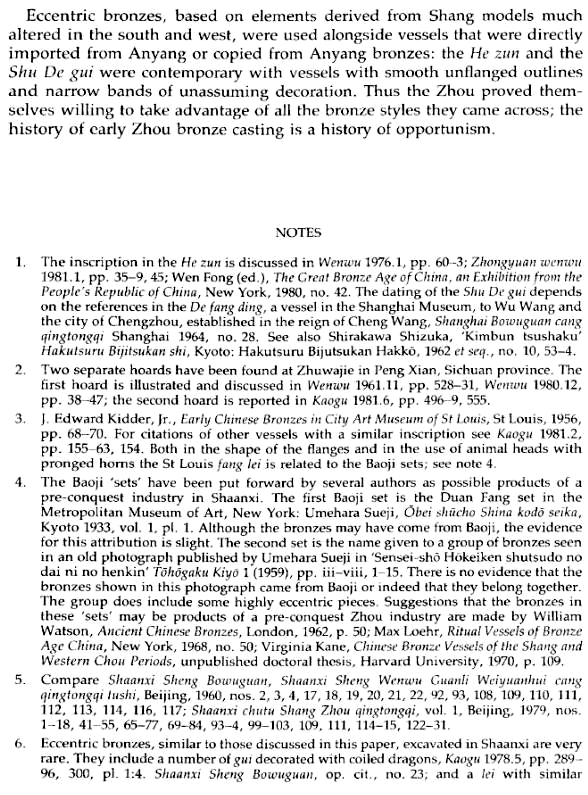 Eccentric bronzes, based on elements derived from Shang models much
altered in the south and west, were used alongside vessels that were directly
imported from Anyang or copied from Anyang bronzes: the He zun and the
Shu De gui were contemporary with vessels with smooth unflanged outlines
and narrow bands of unassuming decoration. Thus the Zhou proved them-
selves willing to take advantage of all the bronze styles they came across; the
history of early Zhou bronze casting is a history of opportunism.
NOTES
1. The inscription in the He zun is discussed in Wenwu 1976.1, pp. 60–3; Zhongyuan wenwu
1981.1, pp. 35–9, 45; Wen Fong (ed.), The Great Bronze Age of China, an Exhibition from the
People's Republic of China, New York, 1980, no. 42. The dating of the Shu De gui depends
on the references in the De fang ding, a vessel in the Shanghai Museum, to Wu Wang and
the city of Chengzhou, established in the reign of Cheng Wang, Shanghai Bowuguan cang
qingtongqi Shanghai 1964, no. 28. See also Shirakawa Shizuka, 'Kimbun tsushaku'
Hakutsuru Bijitsukan shi, Kyoto: Hakutsuru Bijutsukan Hakkō, 1962 et seq., no. 10, 53–4.
2. Two separate hoards have been found at Zhuwajie in Peng Xian, Sichuan province. The
first hoard is illustrated and discussed in Wenwu 1961.11, pp. 528–31, Wenwu 1980.12,
pp. 38–47; the second hoard is reported in Kaogu 1981.6, pp. 496–9, 555.
3. J. Edward Kidder, Jr., Early Chinese Bronzes in City Art Museum of St Louis, St Louis, 1956,
pp. 68–70. For citations of other vessels with a similar inscription see Kaogu 1981.2,
pp. 155–63, 154. Both in the shape of the flanges and in the use of animal heads with
pronged horns the St Louis fang lei is related to the Baoji sets; see note 4.
4. The Baoji 'sets' have been put forward by several authors as possible products of a
pre-conquest industry in Shaanxi. The first Baoji set is the Duan Fang set in the
Metropolitan Museum of Art, New York: Umehara Sueji, Ōbei shūcho Shina kodō seika,
Kyoto 1933, vol. 1, pl. 1. Although the bronzes may have come from Baoji, the evidence
for this attribution is slight. The second set is the name given to a group of bronzes seen
in an old photograph published by Umehara Sueji in 'Sensei-shō Hōkeiken shutsudo no
dai ni no henkin' Tōhōgaku Kiyō 1 (1959), pp. iii–viii, 1–15. There is no evidence that the
bronzes shown in this photograph came from Baoji or indeed that they belong together.
The group does include some highly eccentric pieces. Suggestions that the bronzes in
these 'sets' may be products of a pre-conquest Zhou industry are made by William
Watson, Ancient Chinese Bronzes, London, 1962, p. 50; Max Loehr, Ritual Vessels of Bronze
Age China, New York, 1968, no. 50; Virginia Kane, Chinese Bronze Vessels of the Shang and
Western Chou Periods, unpublished doctoral thesis, Harvard University, 1970, p. 109.
5. Compare Shaanxi Sheng Bowuguan, Shaanxi Sheng Wenwu Guanli Weiyuanhui cang
qingtongqi tushi, Beijing, 1960, nos. 2, 3, 4, 17, 18, 19, 20, 21, 22, 92, 93, 108, 109, 110, 111,
112, 113, 114, 116, 117; Shaanxi chutu Shang Zhou qingtongqi, vol. 1, Beijing, 1979, nos.
1–18, 41–55, 65–77, 69–84, 93–4, 99–103, 109, 111, 114–15, 122–31.
6. Eccentric bronzes, similar to those discussed in this paper, excavated in Shaanxi are very
rare. They include a number of gui decorated with coiled dragons, Kaogu 1978.5, pp. 289–
96, 300, pl. 1:4. Shaanxi Sheng Bowuguan, op. cit., no. 23; and a lei with similar